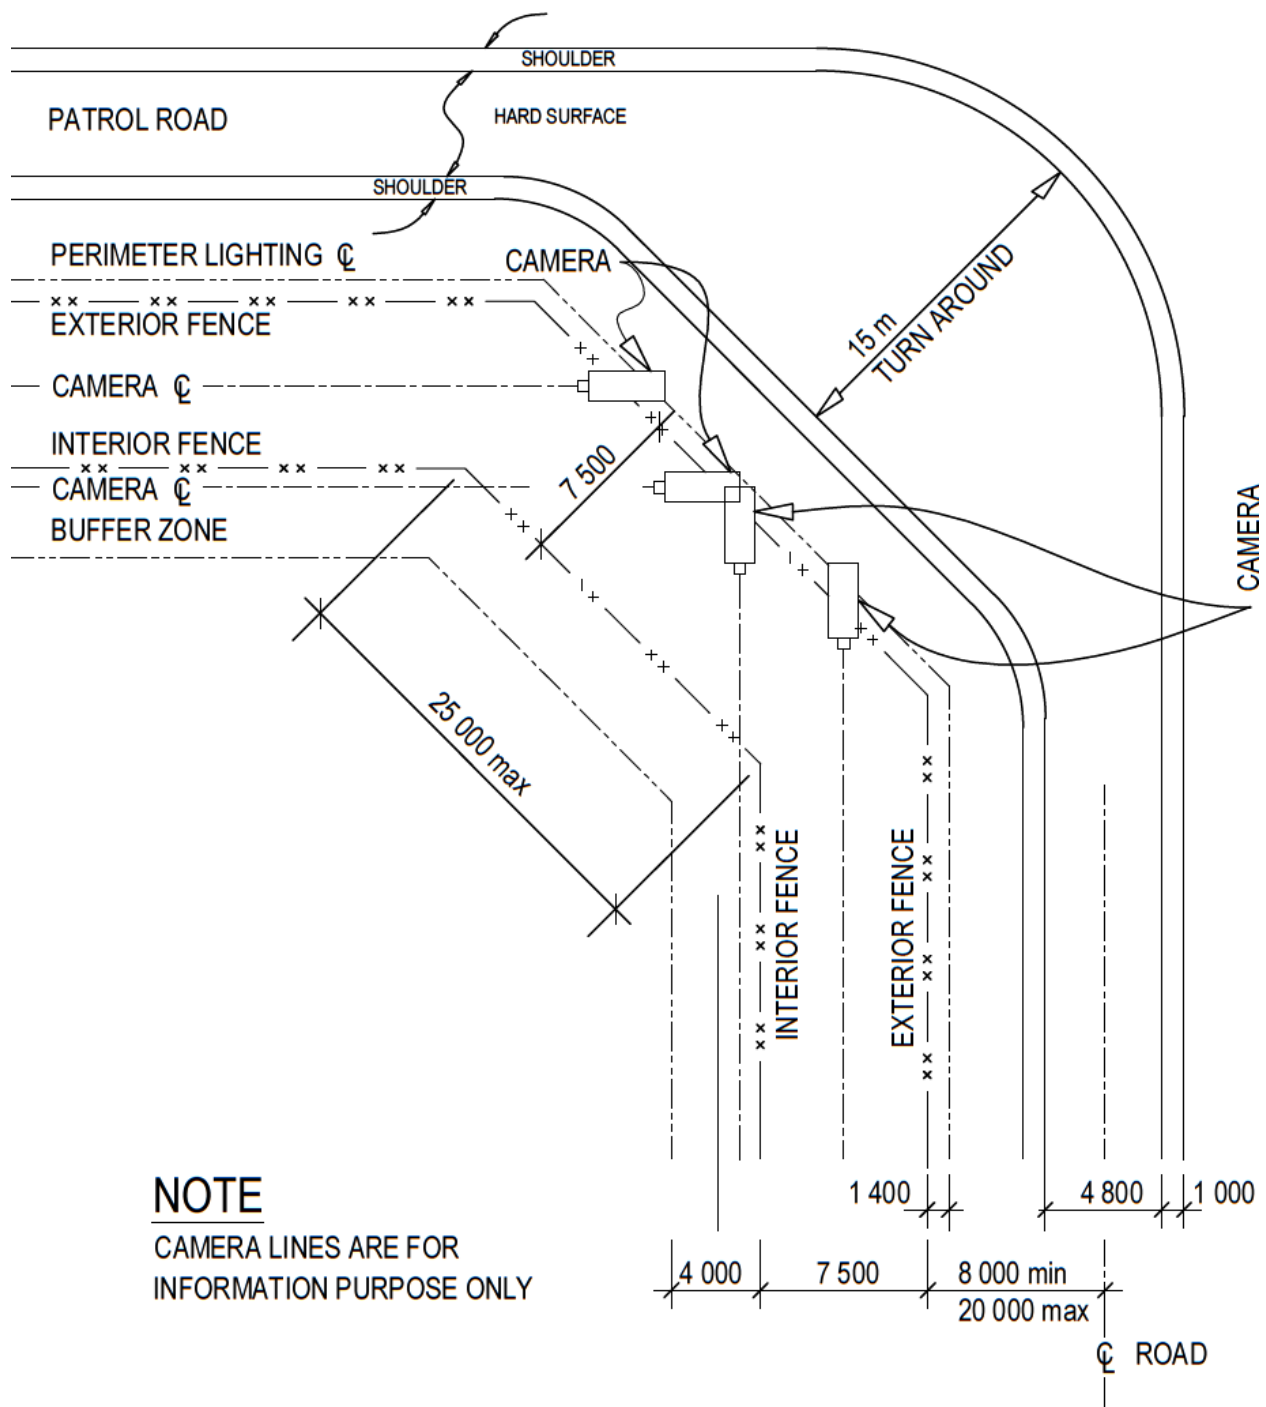 SHOULDER
PATROL ROAD
HARD SURFACE
SHOULDER
PERIMETER LIGHTING ℄
CAMERA
15 m
TURN AROUND
EXTERIOR FENCE
CAMERA ℄
INTERIOR FENCE
7 500
CAMERA ℄
BUFFER ZONE
CAMERA
25 000 max
INTERIOR FENCE
EXTERIOR FENCE
NOTE
CAMERA LINES ARE FOR
INFORMATION PURPOSE ONLY
1 400
4 800
1 000
4 000
7 500
8 000 min
20 000 max
℄ ROAD